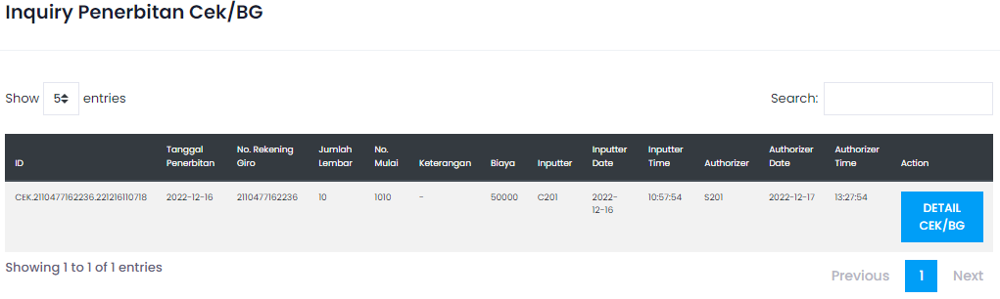 Inquiry Penerbitan Cek/BG
Show 5 entries
Search:
ID Tanggal Penerbitan No. Rekening Giro Jumlah Lembar No. Mulai Keterangan Biaya Inputter Inputter Date Inputter Time Authorizer Authorizer Date Authorizer Time Action
CEK.2110477162236.221216110718 2022-12-16 2110477162236 10 1010 - 50000 C201 2022-12-16 10:57:54 S201 2022-12-17 13:27:54 DETAIL CEK/BG
Showing 1 to 1 of 1 entries
Previous 1 Next